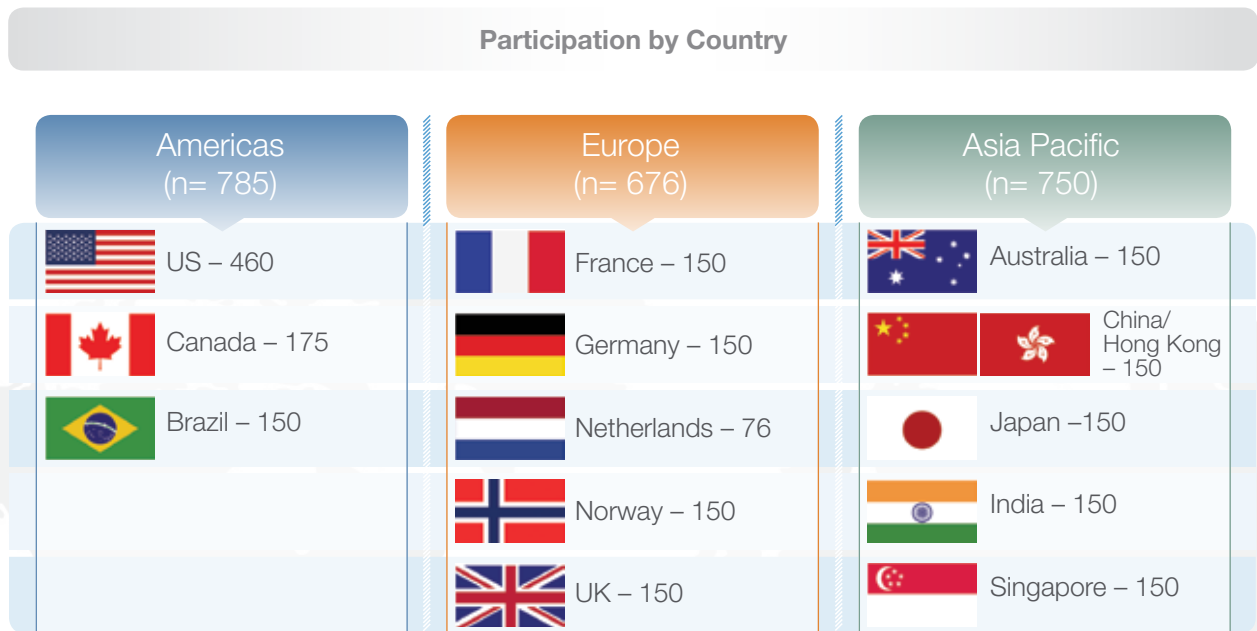 Participation by Country
Americas
(n= 785)
US – 460
Canada – 175
Brazil – 150
Europe
(n= 676)
France – 150
Germany – 150
Netherlands – 76
Norway – 150
UK – 150
Asia Pacific
(n= 750)
Australia – 150
China/
Hong Kong
– 150
Japan –150
India – 150
Singapore – 150